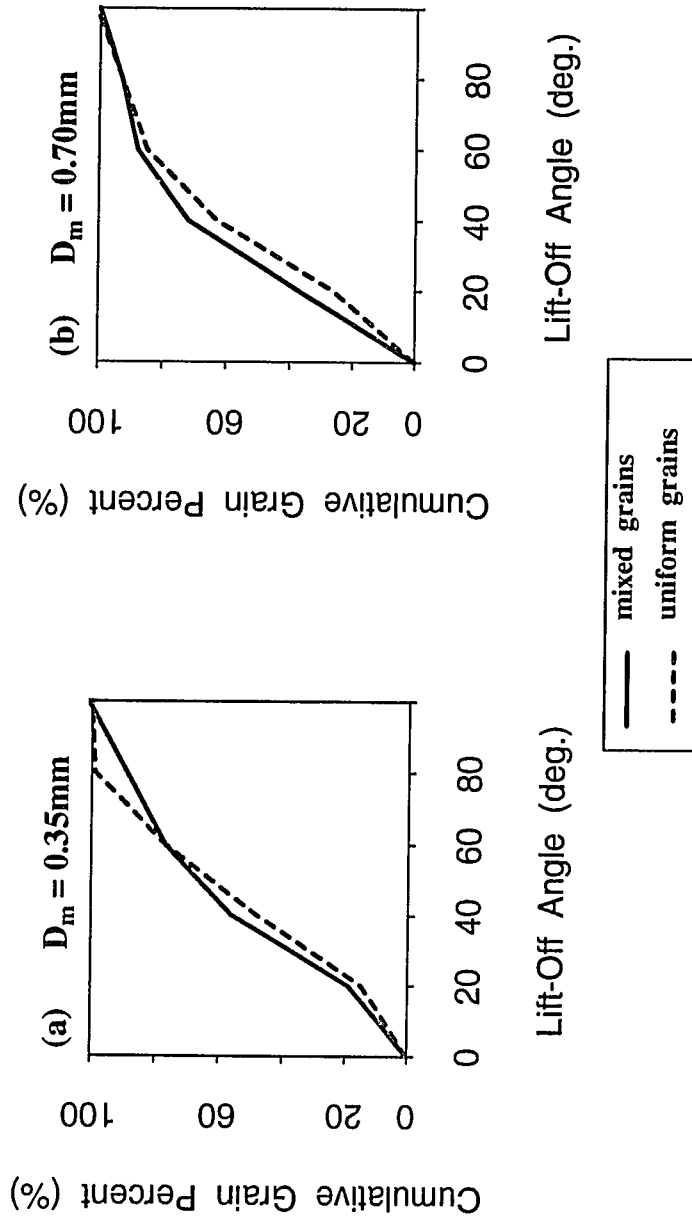 (a) Dm = 0.35mm
Cumulative Grain Percent (%)
100
60
20
0
0 20 40 60 80
Lift-Off Angle (deg.)
(b) Dm = 0.70mm
Cumulative Grain Percent (%)
100
60
20
0
0 20 40 60 80
Lift-Off Angle (deg.)
mixed grains
uniform grains